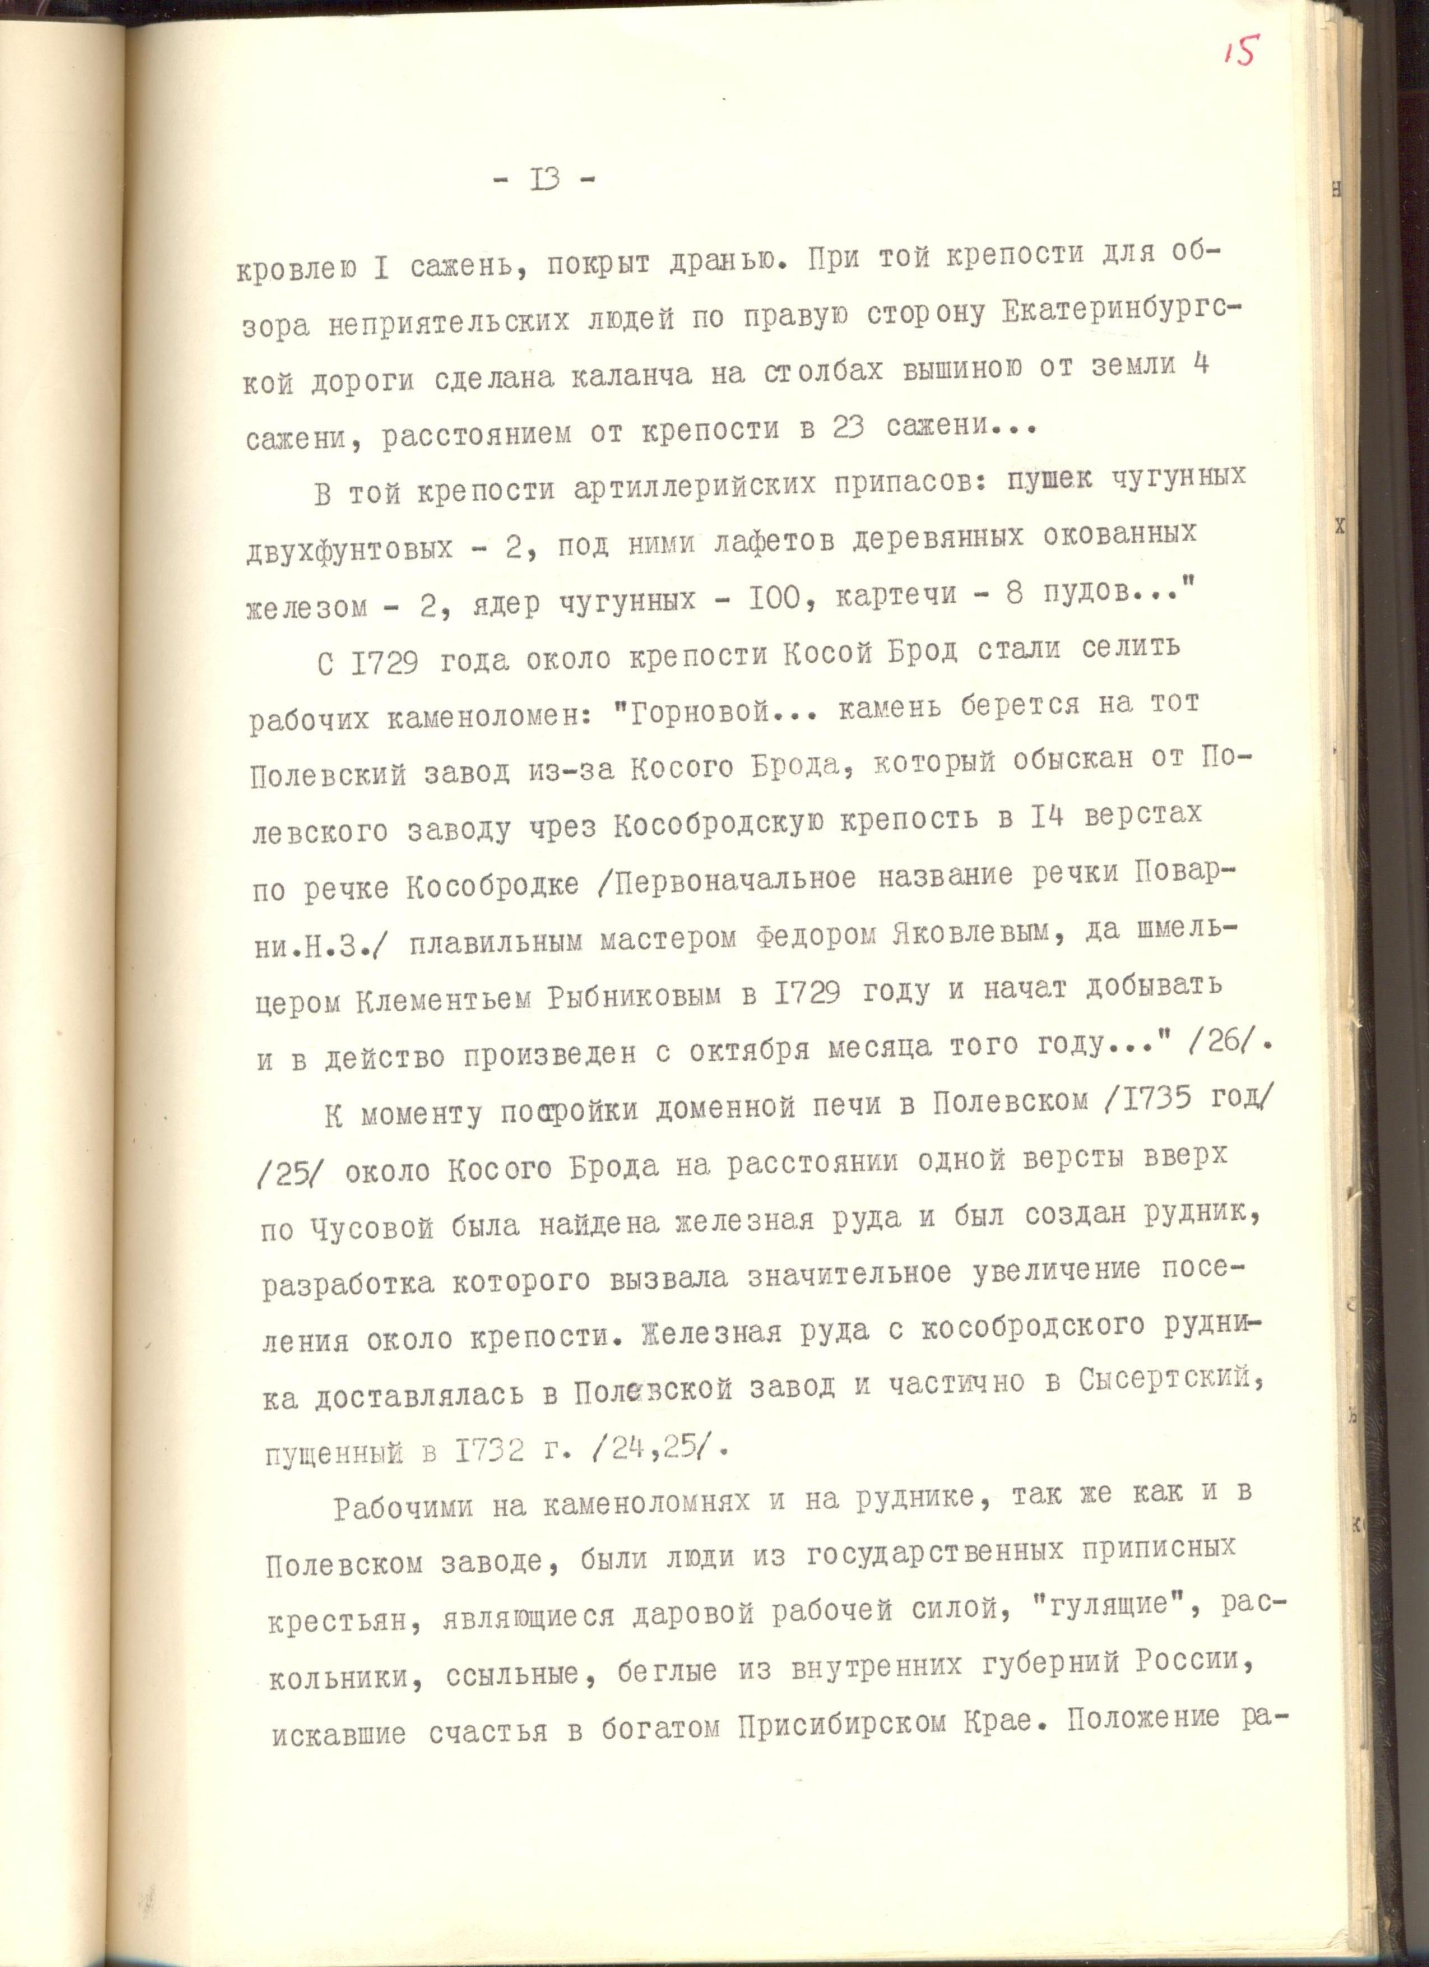 15
- 13 -
кровлею I сажень, покрыт дранью. При той крепости для об-
зора неприятельских людей по правую сторону Екатеринбургс-
кой дороги сделана каланча на столбах вышиною от земли 4
сажени, расстоянием от крепости в 23 сажени...
В той крепости артиллерийских припасов: пушек чугунных
двухфунтовых - 2, под ними лафетов деревянных окованных
железом - 2, ядер чугунных - I00, картечи - 8 пудов..."
С I729 года около крепости Косой Брод стали селить
рабочих каменоломен: "Горновой... камень берется на тот
Полевский завод из-за Косого Брода, который обыскан от По-
левского заводу чрез Кособродскую крепость в I4 верстах
по речке Кособродке /Первоначальное название речки Повар-
ни.Н.З./ плавильным мастером Федором Яковлевым, да шмель-
цером Клементьем Рыбниковым в I729 году и начат добывать
и в действо произведен с октября месяца того году..." /26/.
К моменту постройки доменной печи в Полевском /I735 год/
/25/ около Косого Брода на расстоянии одной версты вверх
по Чусовой была найдена железная руда и был создан рудник,
разработка которого вызвала значительное увеличение посе-
ления около крепости. Железная руда с кособродского рудни-
ка доставлялась в Полевской завод и частично в Сысертский,
пущенный в I732 г. /24,25/.
Рабочими на каменоломнях и на руднике, так же как и в
Полевском заводе, были люди из государственных приписных
крестьян, являющиеся даровой рабочей силой, "гулящие", рас-
кольники, ссыльные, беглые из внутренних губерний России,
искавшие счастья в богатом Присибирском Крае. Положение ра-